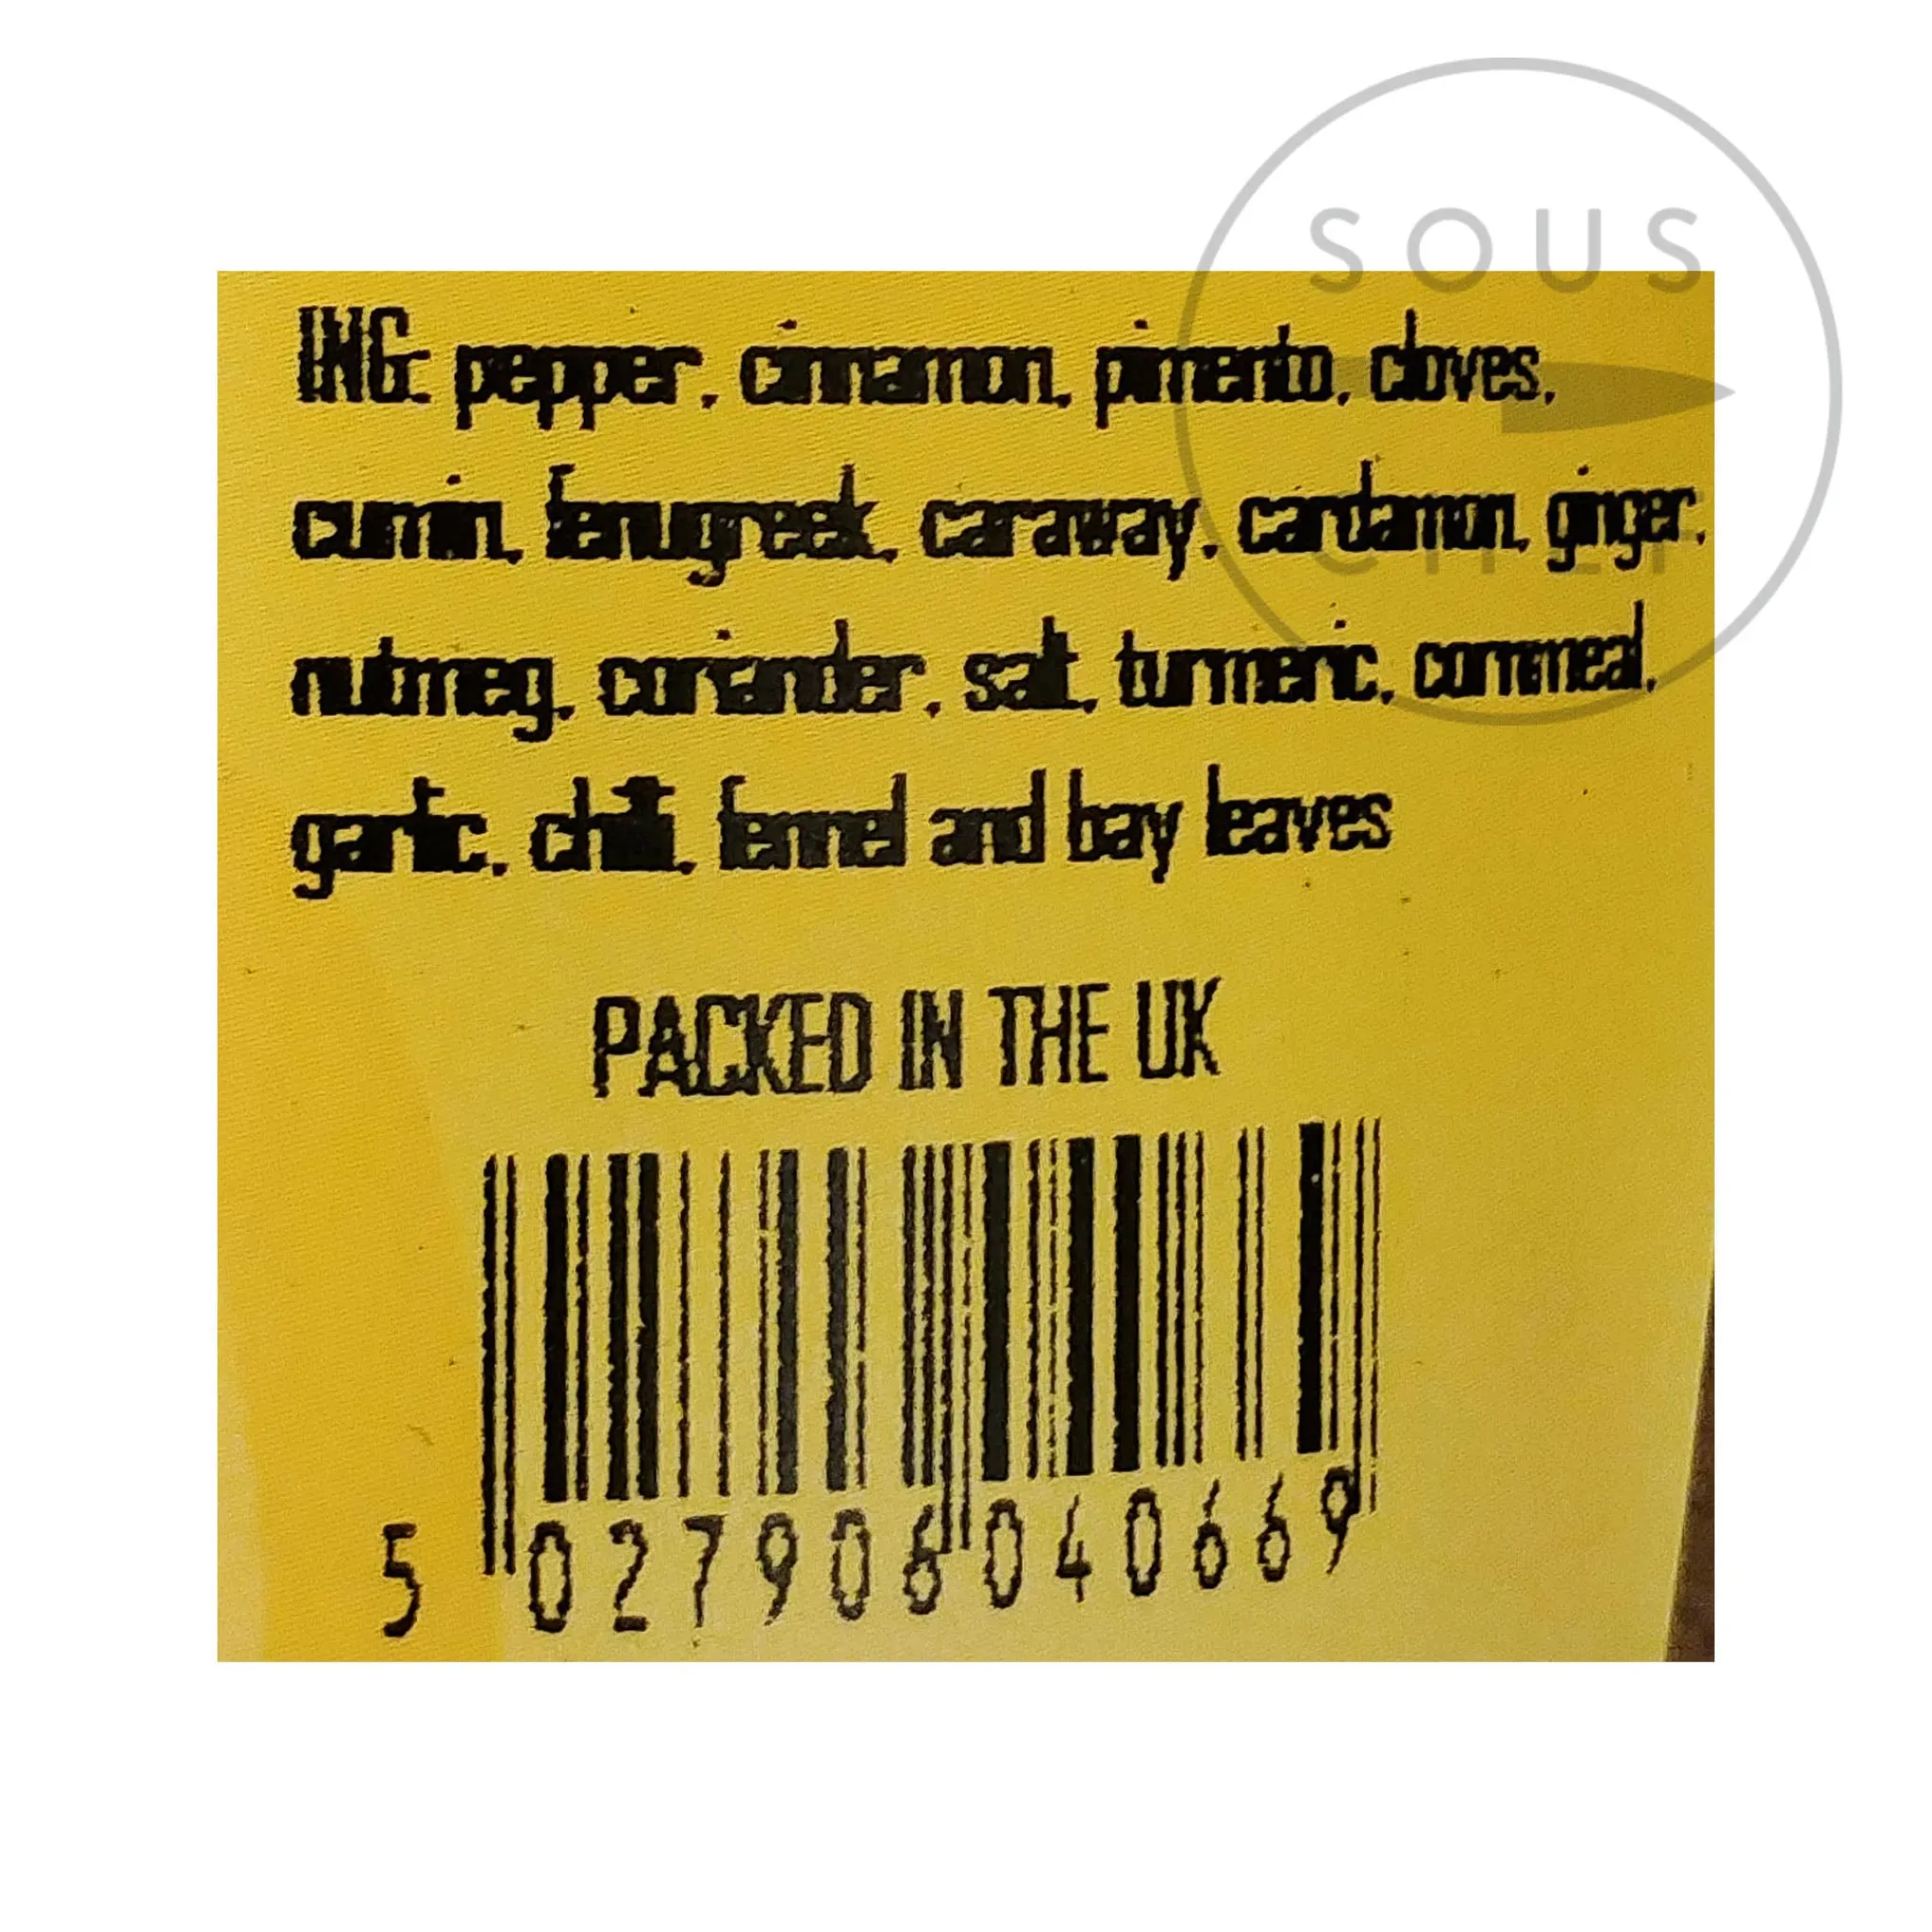 SOUS
CHEF
ING: pepper, cinnamon, pimento, cloves,
cumin, fenugreek, caraway, cardamon, ginger,
nutmeg, coriander, salt, turmeric, cornmeal,
garlic, chilli, fennel and bay leaves
PACKED IN THE UK
5 027906 040669